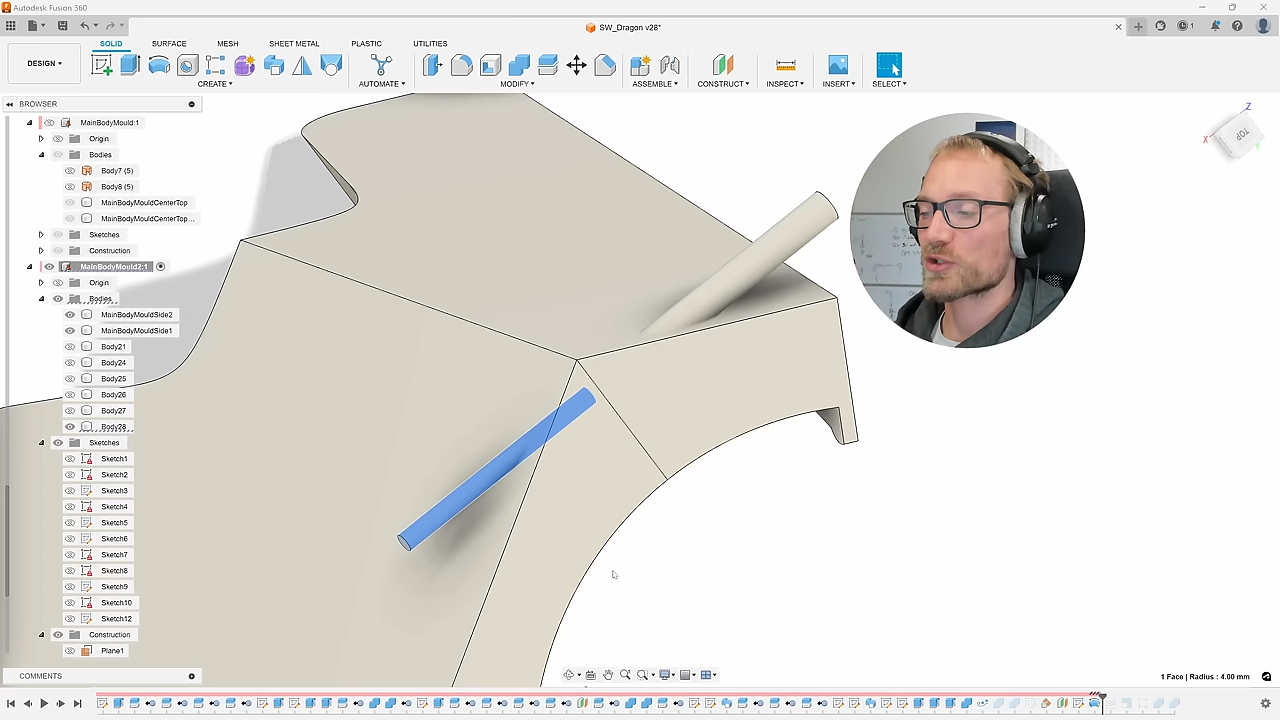 Autodesk Fusion 360
SW_Dragon v28*
1
DESIGN
SOLID
SURFACE
MESH
SHEET METAL
PLASTIC
UTILITIES
CREATE
AUTOMATE
MODIFY
ASSEMBLE
CONSTRUCT
INSPECT
INSERT
SELECT
BROWSER
MainBodyMould:1
Origin
Bodies
Body7 (5)
Body8 (5)
MainBodyMouldCenterTop
MainBodyMouldCenterTop ...
Sketches
Construction
MainBodyMould2:1
Origin
Bodies
MainBodyMouldSide2
MainBodyMouldSide1
Body21
Body24
Body25
Body26
Body27
Body28
Sketches
Sketch1
Sketch2
Sketch3
Sketch4
Sketch5
Sketch6
Sketch7
Sketch8
Sketch9
Sketch10
Sketch12
Construction
Plane1
Z
X
TOP
Y
COMMENTS
1 Face | Radius : 4.00 mm